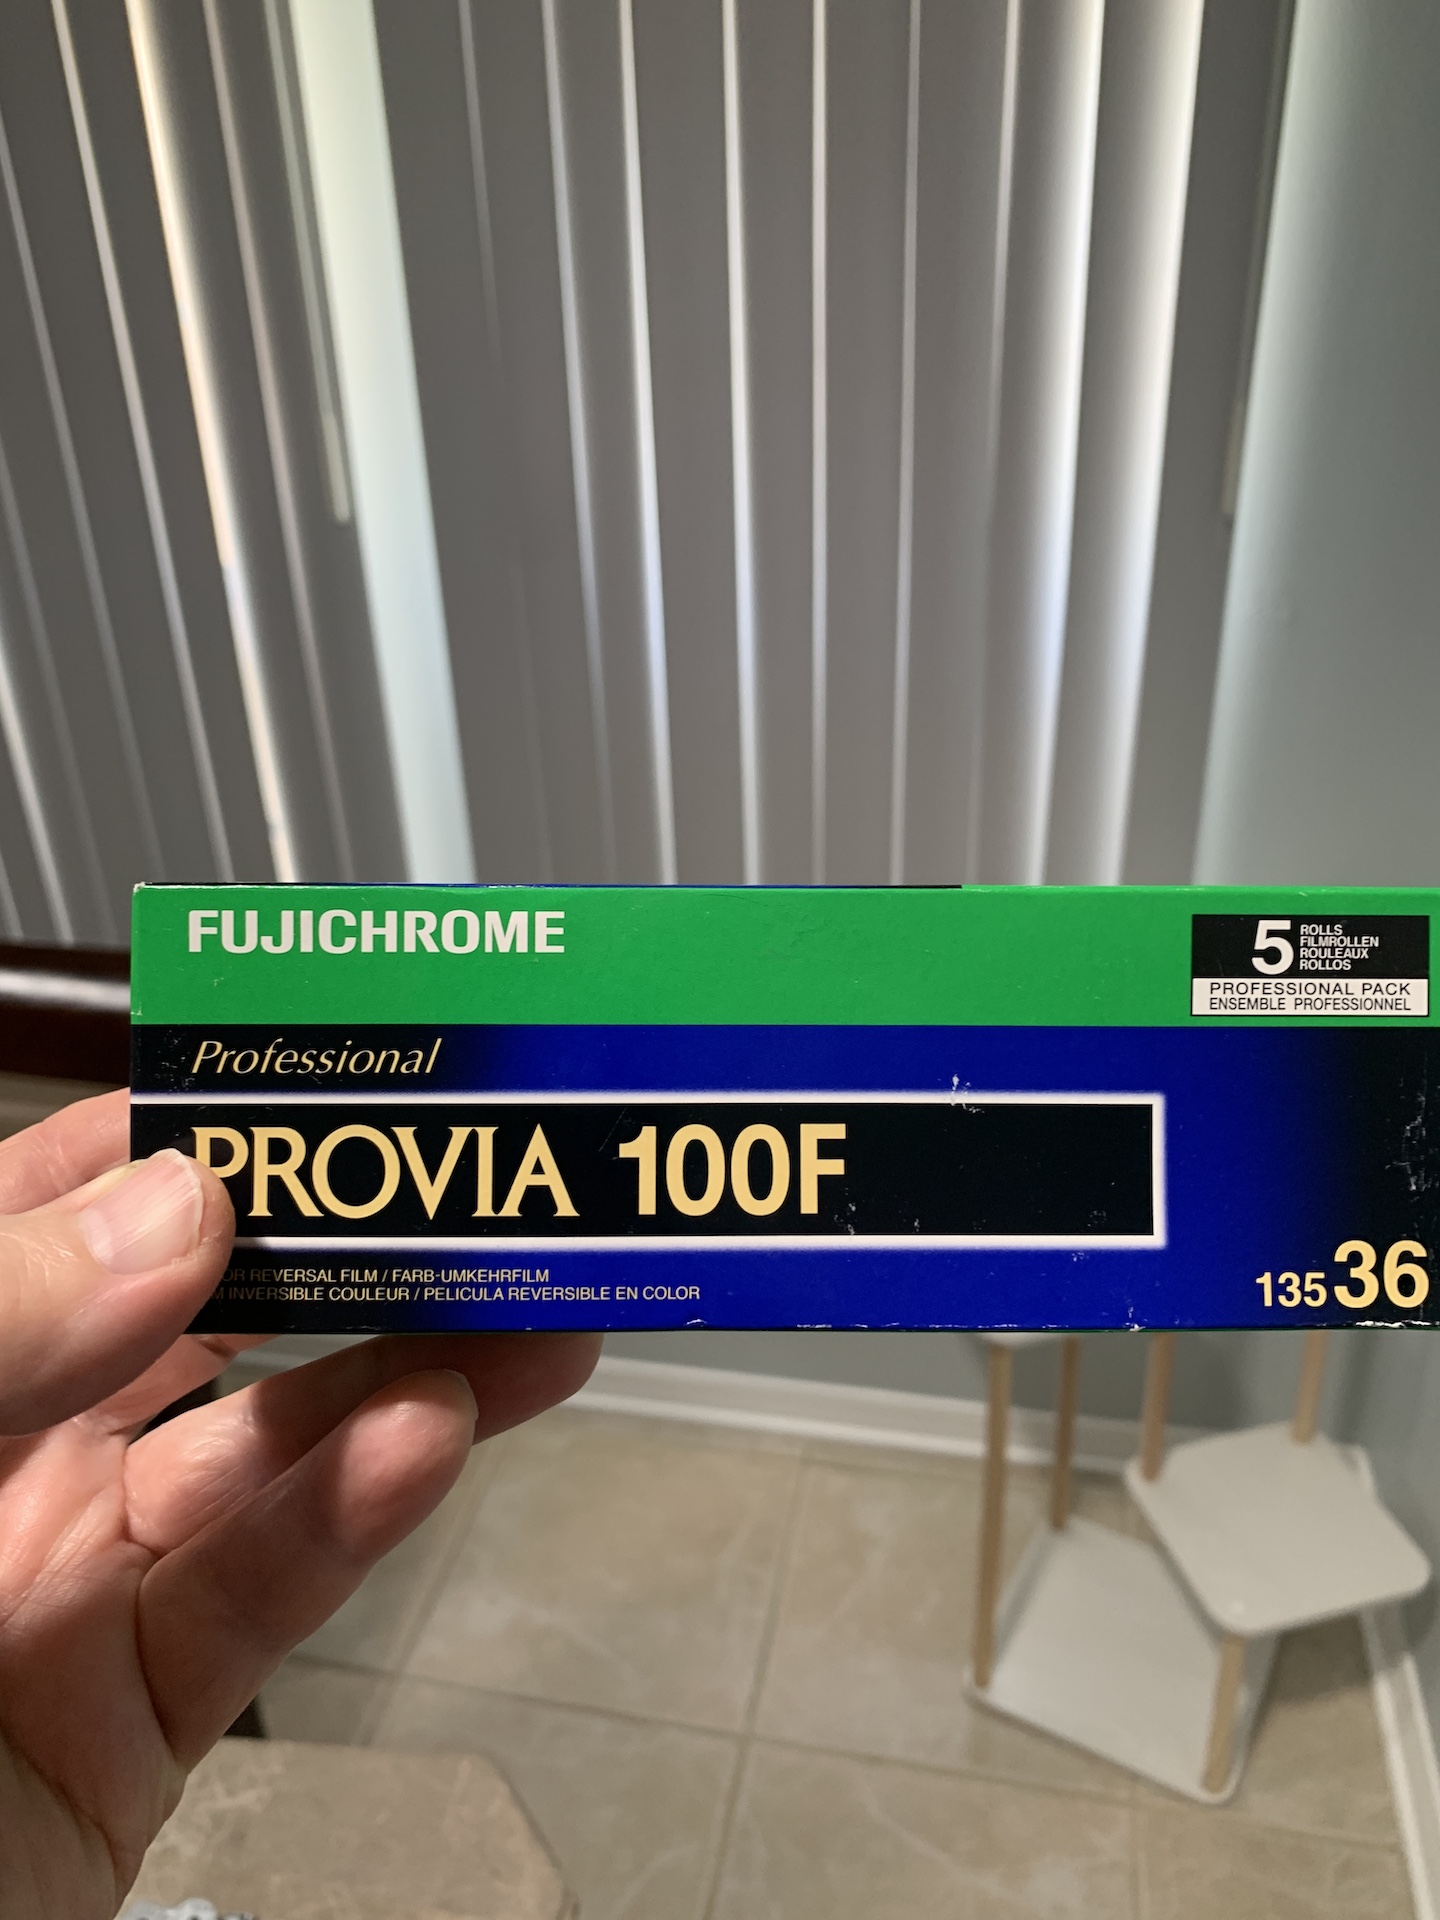 FUJICHROME
5 ROLLS
FILMROLLEN
ROULEAUX
ROLLOS
PROFESSIONAL PACK
ENSEMBLE PROFESSIONNEL
Professional
PROVIA 100F
REVERSAL FILM / FARB-UMKEHRFILM
INVERSIBLE COULEUR / PELICULA REVERSIBLE EN COLOR
135 36